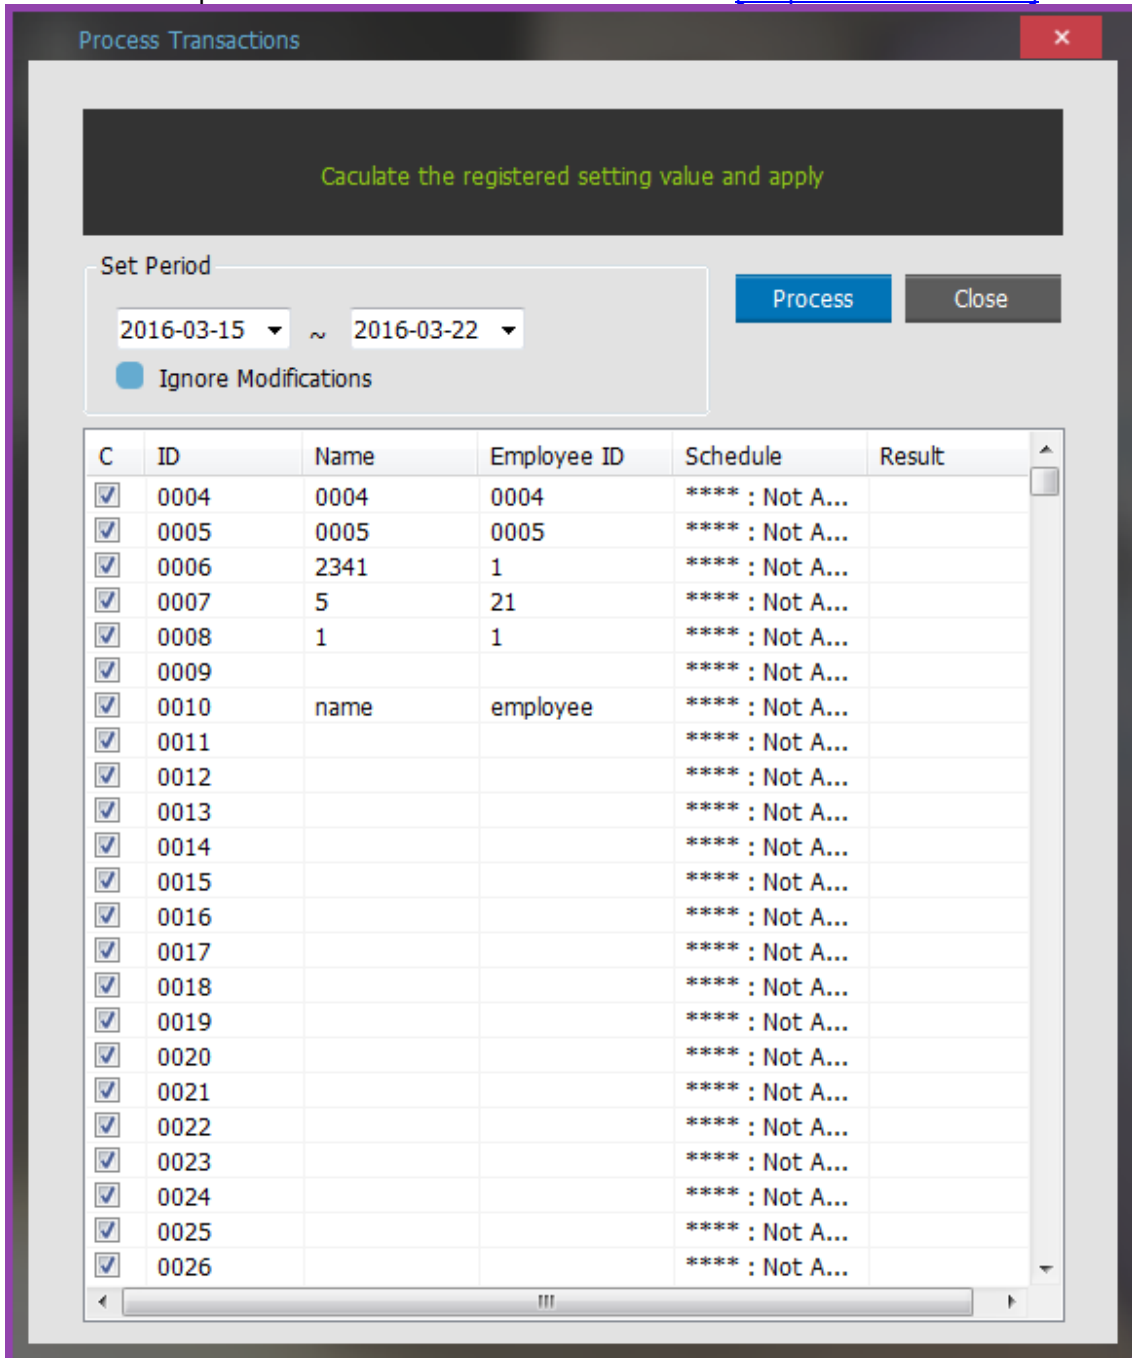 Process Transactions
Caculate the registered setting value and apply
Set Period
2016-03-15 ~ 2016-03-22
Process Close
Ignore Modifications
C ID Name Employee ID Schedule Result
0004 0004 0004 **** : Not A...
0005 0005 0005 **** : Not A...
0006 2341 1 **** : Not A...
0007 5 21 **** : Not A...
0008 1 1 **** : Not A...
0009 **** : Not A...
0010 name employee **** : Not A...
0011 **** : Not A...
0012 **** : Not A...
0013 **** : Not A...
0014 **** : Not A...
0015 **** : Not A...
0016 **** : Not A...
0017 **** : Not A...
0018 **** : Not A...
0019 **** : Not A...
0020 **** : Not A...
0021 **** : Not A...
0022 **** : Not A...
0023 **** : Not A...
0024 **** : Not A...
0025 **** : Not A...
0026 **** : Not A...